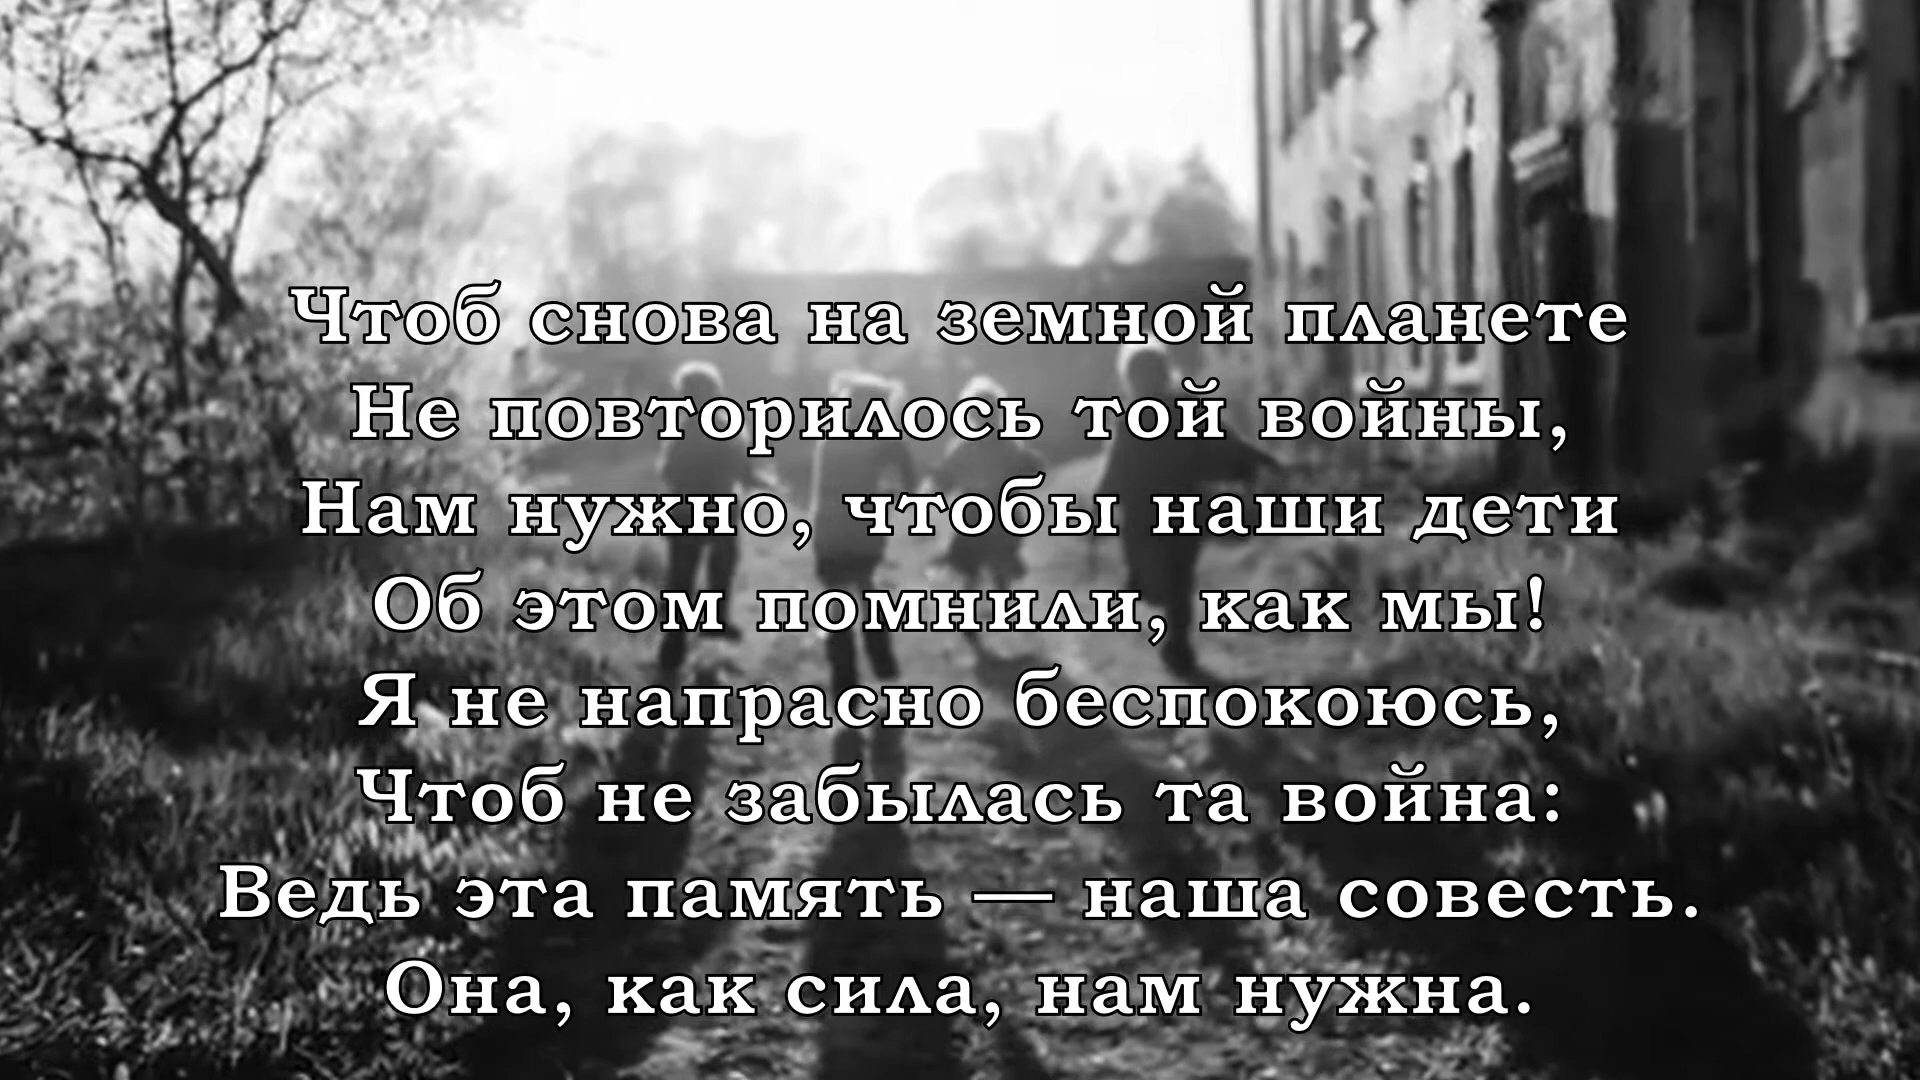 Чтоб снова на земной планете
Не повторилось той войны,
Нам нужно, чтобы наши дети
Об этом помнили, как мы!
Я не напрасно беспокоюсь,
Чтоб не забылась та война:
Ведь эта память — наша совесть.
Она, как сила, нам нужна.